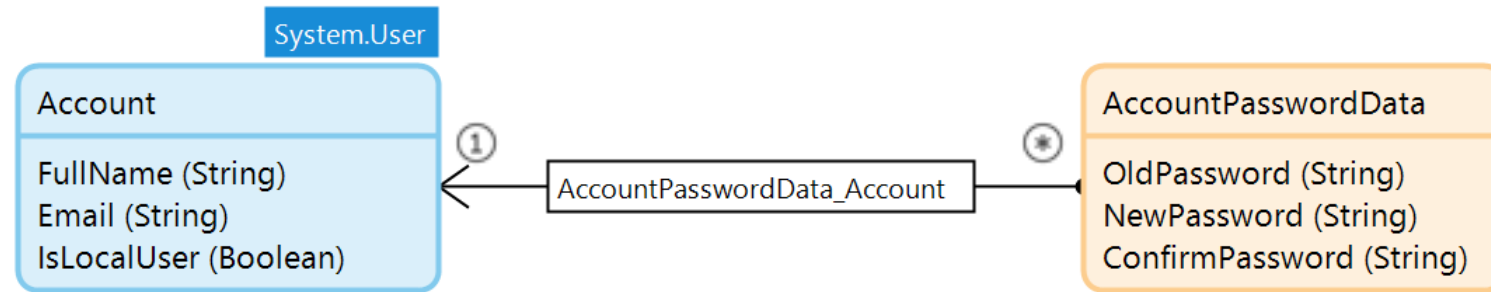 System.User
Account
FullName (String)
Email (String)
IsLocalUser (Boolean)
1
AccountPasswordData_Account
*
AccountPasswordData
OldPassword (String)
NewPassword (String)
ConfirmPassword (String)